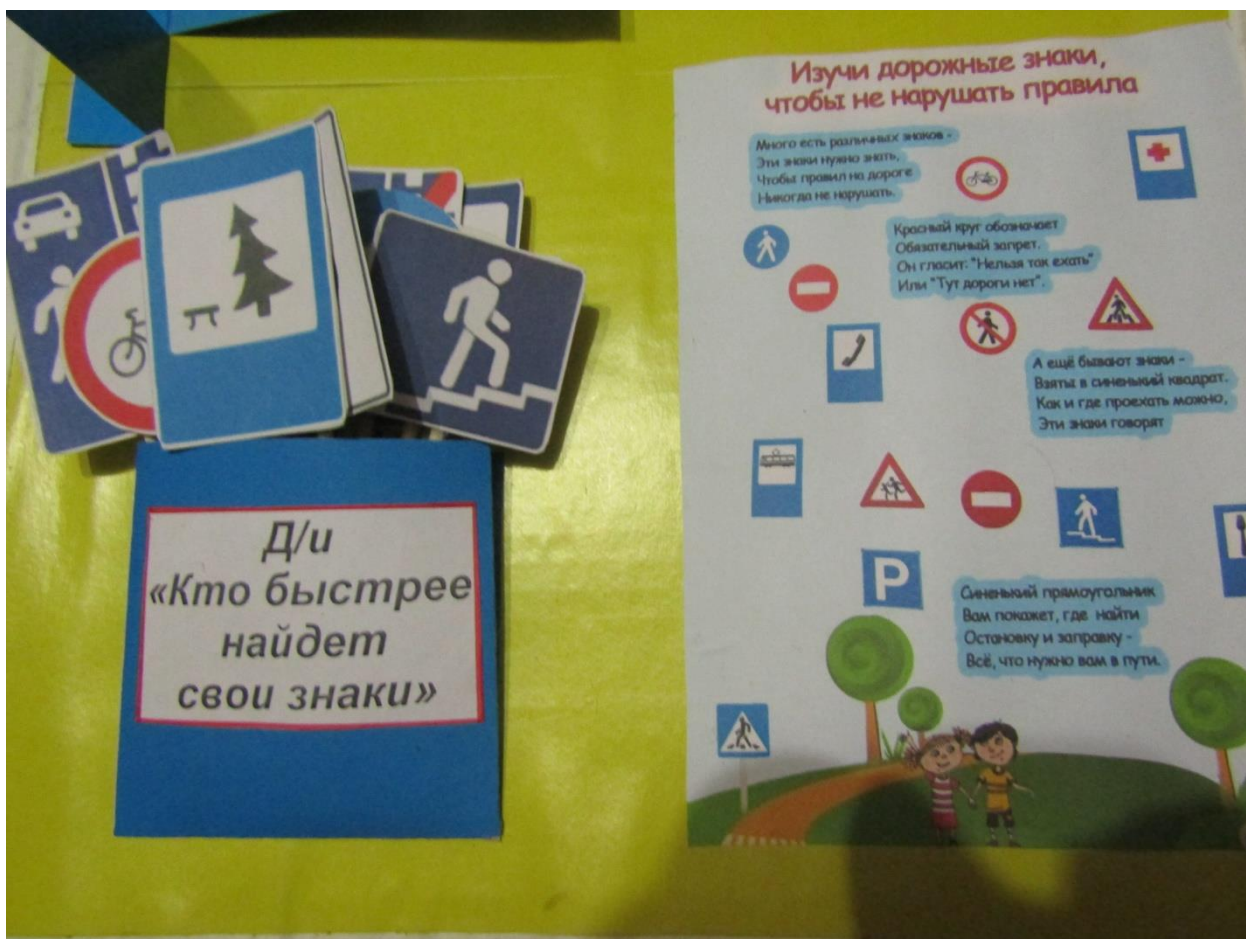 Д/и
«Кто быстрее
найдет
свои знаки»
Изучи дорожные знаки,
чтобы не нарушать правила
Много есть различных знаков -
Эти знаки нужно знать,
Чтобы правил на дороге
Никогда не нарушать.
Красный круг обозначает
Обязательный запрет.
Он гласит: "Нельзя так ехать"
Или "Тут дороги нет".
А ещё бывают знаки -
Взяты в синенький квадрат.
Как и где проехать можно,
Эти знаки говорят
P
Синенький прямоугольник
Вам покажет, где найти
Остановку и заправку -
Всё, что нужно вам в пути.